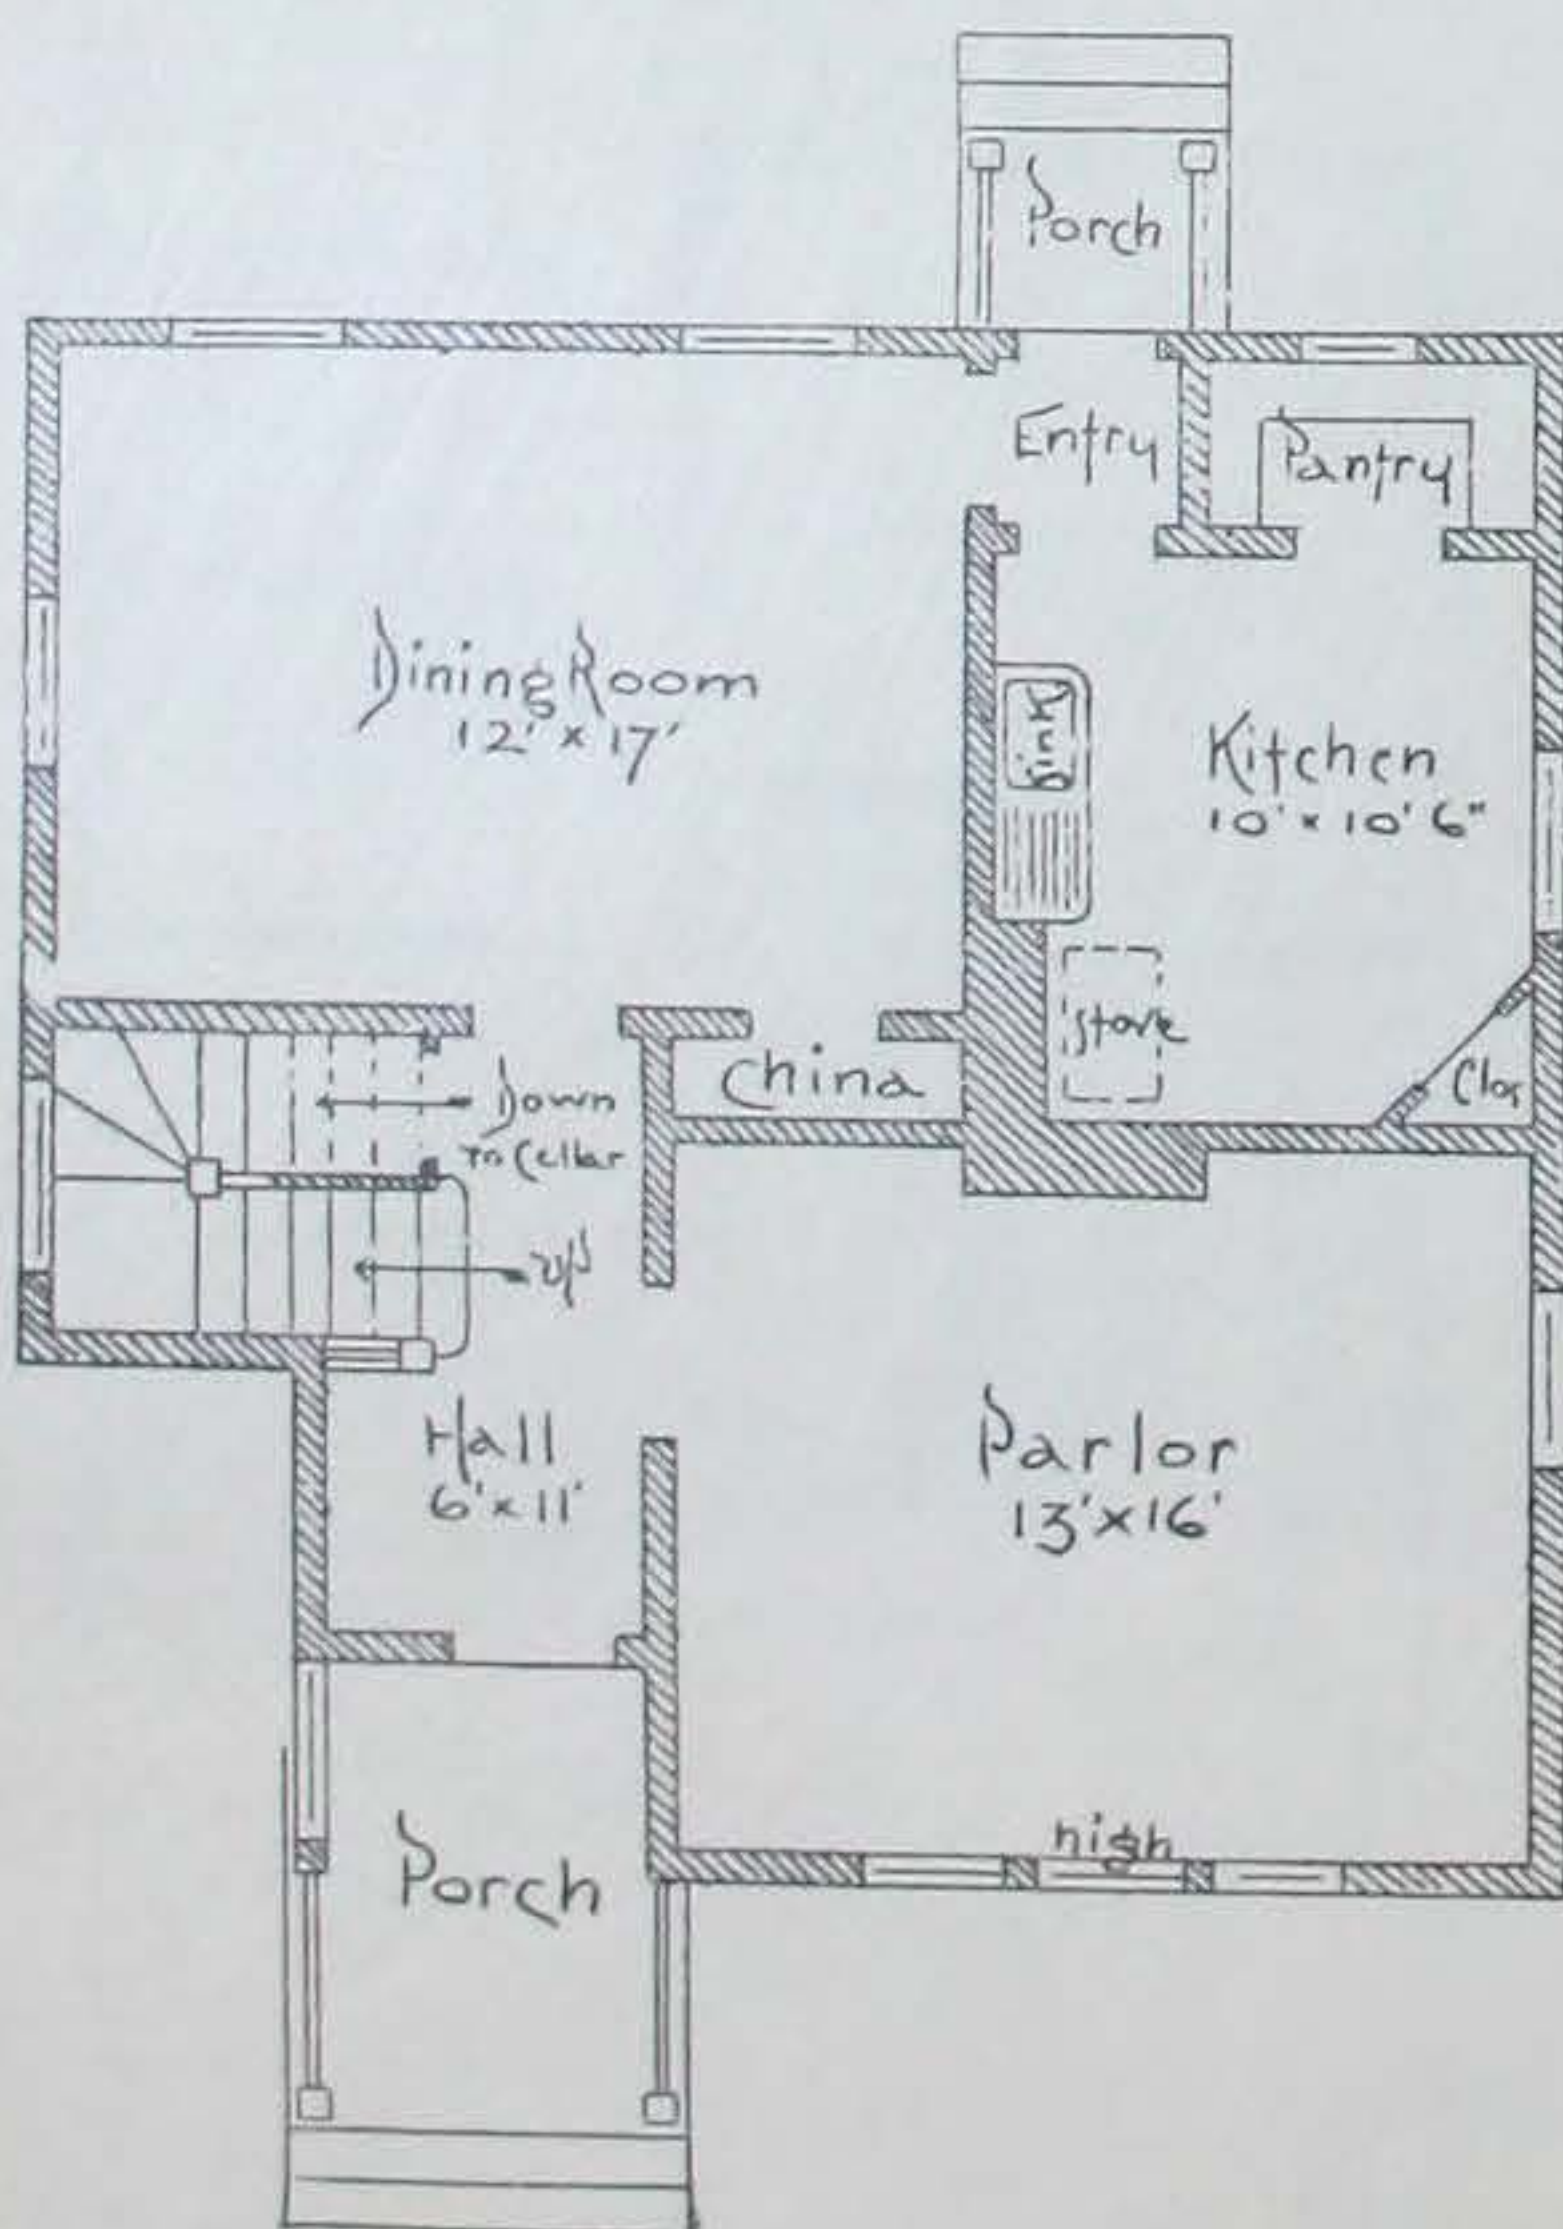 Porch
Entry
Pantry
Dining Room
12' x 17'
Sink
Kitchen
10' x 10' 6"
Stove
Clos
China
Down
To Cellar
Up
Hall
6' x 11'
Parlor
13' x 16'
high
Porch